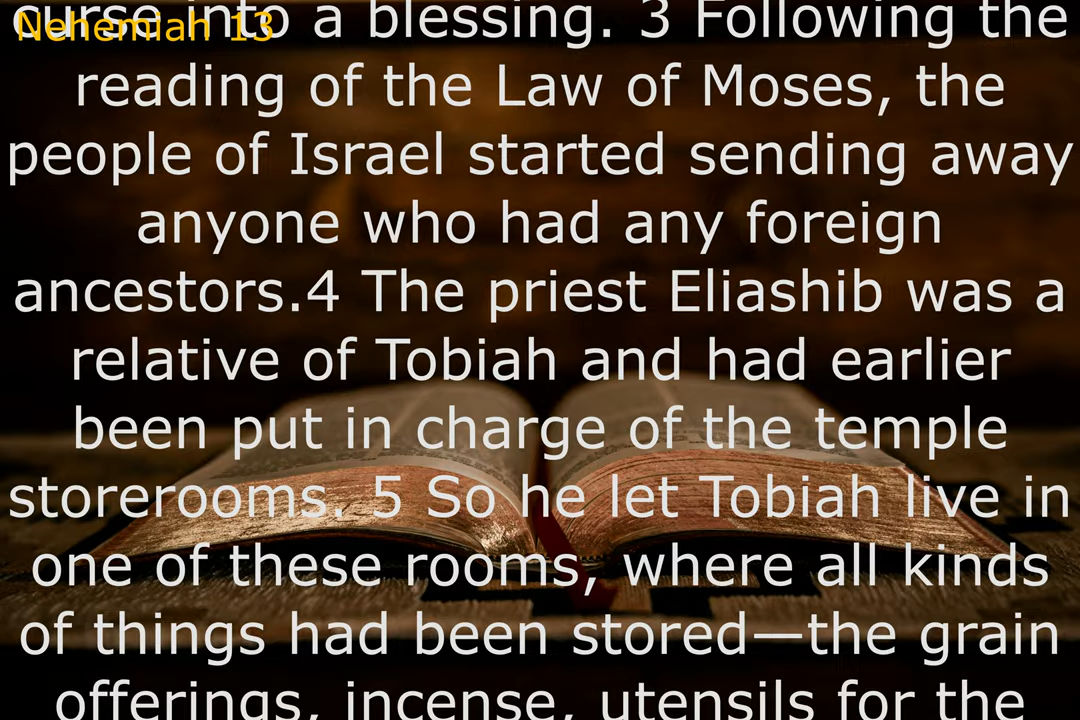 Nehemiah 13
curse into a blessing. 3 Following the
reading of the Law of Moses, the
people of Israel started sending away
anyone who had any foreign
ancestors.4 The priest Eliashib was a
relative of Tobiah and had earlier
been put in charge of the temple
storerooms. 5 So he let Tobiah live in
one of these rooms, where all kinds
of things had been stored—the grain
offerings, incense, utensils for the